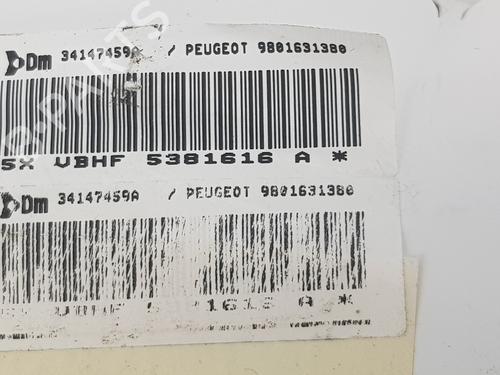 Dm 34147459A / PEUGEOT 9801631380
5X VBHF 5381616 A *
Dm 34147459A / PEUGEOT 9801631380
A *